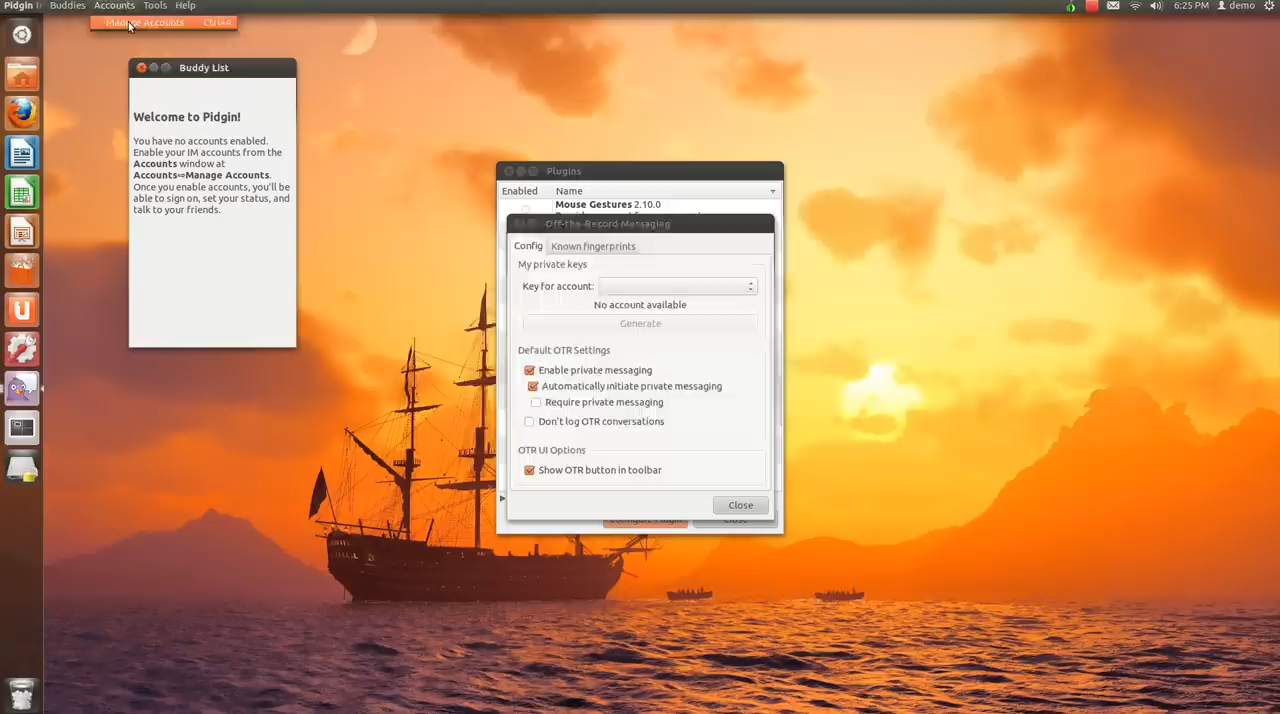 Pidgin I
Buddies
Accounts
Tools
Help
6:25 PM
demo
Manage Accounts
Ctrl+A
Buddy List
Welcome to Pidgin!
You have no accounts enabled.
Enable your IM accounts from the
Accounts window at
Accounts⇨Manage Accounts.
Once you enable accounts, you'll be
able to sign on, set your status, and
talk to your friends.
Plugins
Enabled
Name
Mouse Gestures 2.10.0
Off-the-Record Messaging
Config
Known fingerprints
My private keys
Key for account:
No account available
Generate
Default OTR Settings
Enable private messaging
Automatically initiate private messaging
Require private messaging
Don't log OTR conversations
OTR UI Options
Show OTR button in toolbar
Close
Configure Plugin
Close